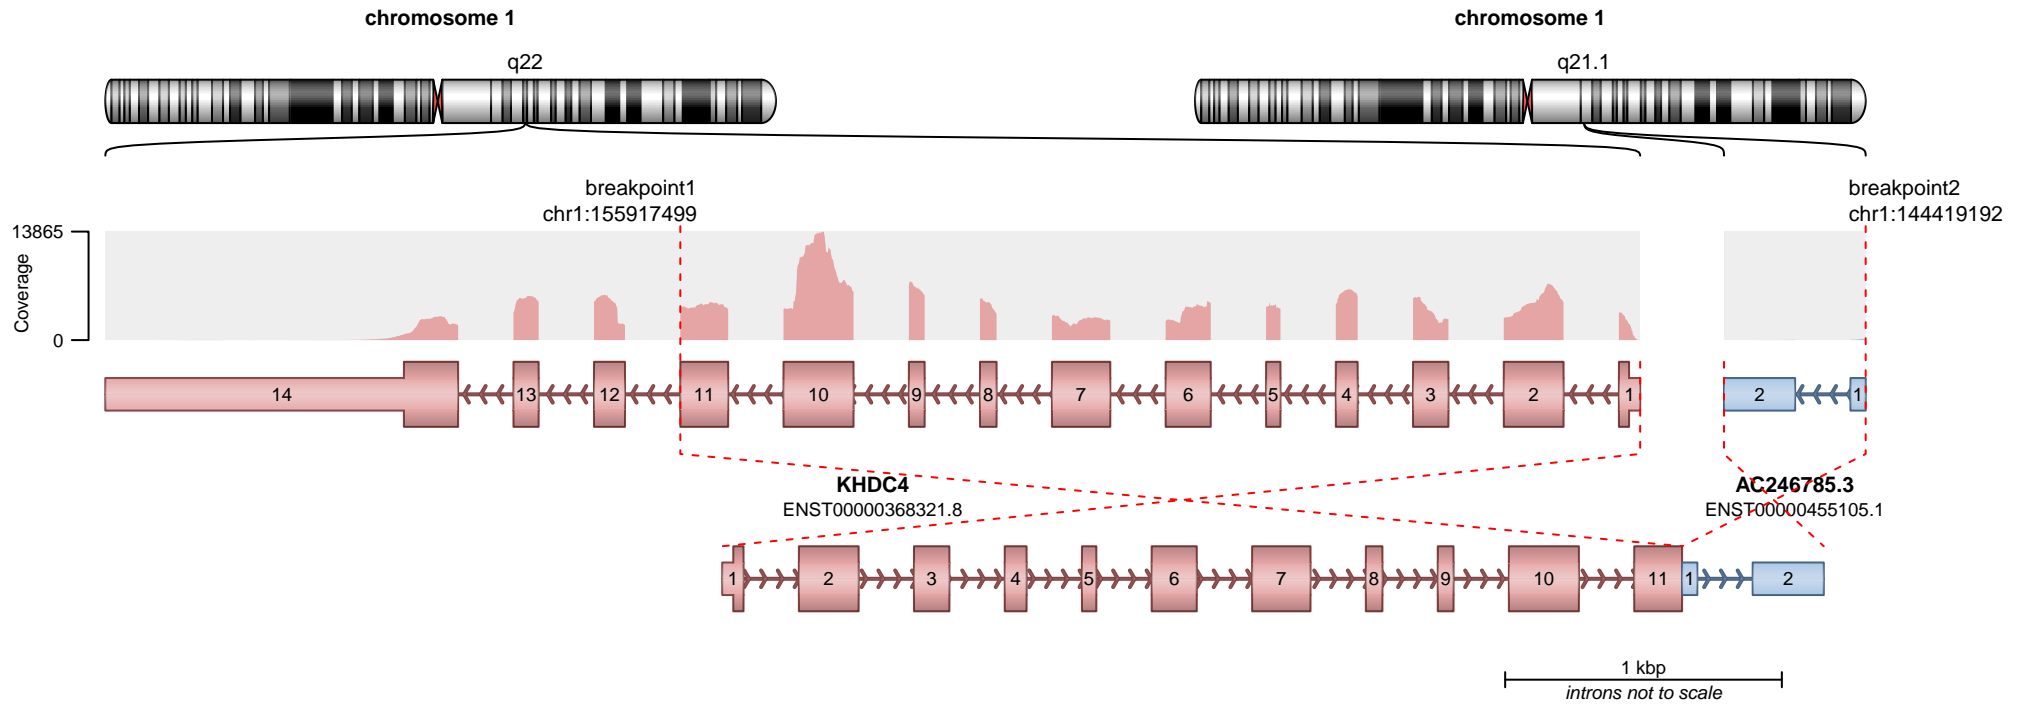 chromosome 1
chromosome 1
q22
q21.1
breakpoint1
chr1:155917499
breakpoint2
chr1:144419192
13865
Coverage
0
14
13
12
11
10
9
8
7
6
5
4
3
2
1
2
1
KHDC4
ENST00000368321.8
AC246785.3
ENST00000455105.1
1
2
3
4
5
6
7
8
9
10
11
1
2
1 kbp
introns not to scale